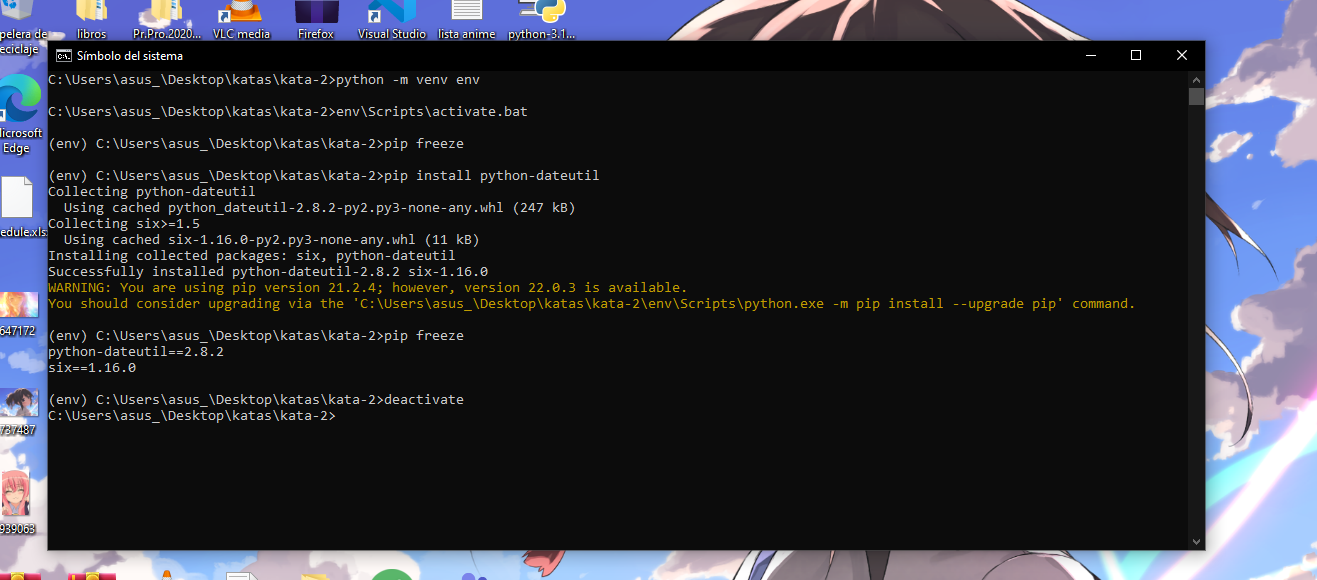 pelera de
eciclaje
libros
Pr.Pro.2020...
VLC media
Firefox
Visual Studio
lista anime
python-3.1...
Símbolo del sistema
C:\Users\asus_\Desktop\katas\kata-2>python -m venv env
C:\Users\asus_\Desktop\katas\kata-2>env\Scripts\activate.bat
(env) C:\Users\asus_\Desktop\katas\kata-2>pip freeze
(env) C:\Users\asus_\Desktop\katas\kata-2>pip install python-dateutil
Collecting python-dateutil
  Using cached python_dateutil-2.8.2-py2.py3-none-any.whl (247 kB)
Collecting six>=1.5
  Using cached six-1.16.0-py2.py3-none-any.whl (11 kB)
Installing collected packages: six, python-dateutil
Successfully installed python-dateutil-2.8.2 six-1.16.0
WARNING: You are using pip version 21.2.4; however, version 22.0.3 is available.
You should consider upgrading via the 'C:\Users\asus_\Desktop\katas\kata-2\env\Scripts\python.exe -m pip install --upgrade pip' command.
(env) C:\Users\asus_\Desktop\katas\kata-2>pip freeze
python-dateutil==2.8.2
six==1.16.0
(env) C:\Users\asus_\Desktop\katas\kata-2>deactivate
C:\Users\asus_\Desktop\katas\kata-2>
Microsoft
Edge
edule.xls
647172
737487
939063